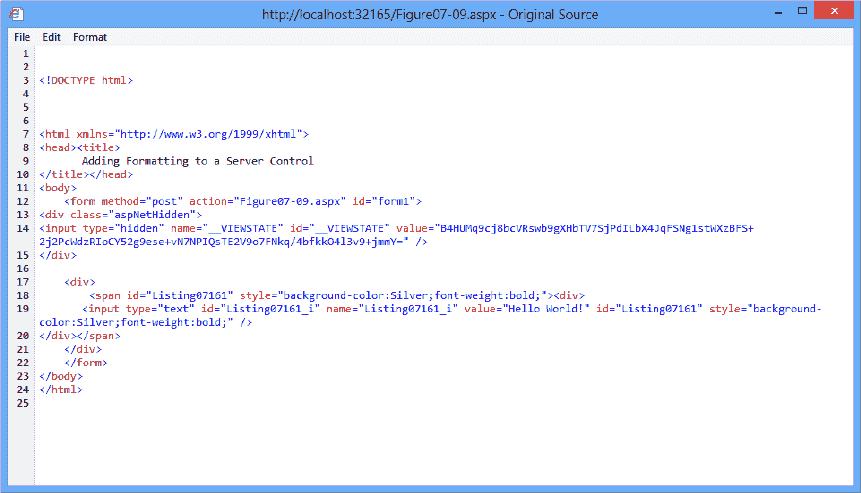 http://localhost:32165/Figure07-09.aspx - Original Source
File Edit Format
1
2
3 <!DOCTYPE html>
4
5
6
7 <html xmlns="http://www.w3.org/1999/xhtml">
8 <head><title>
9 Adding Formatting to a Server Control
10 </title></head>
11 <body>
12 <form method="post" action="Figure07-09.aspx" id="form1">
13 <div class="aspNetHidden">
14 <input type="hidden" name="__VIEWSTATE" id="__VIEWSTATE" value="B4HUMq9cj8bcVRswb9gXHbTV7SjPdILbX4JqFSNg1stWXzBFS+
2j2PcWdzRIoCY52g9ese+vN7NPIQsTE2V9o7FNkq/4bfkkO4l3v9+jmmY=" />
15 </div>
16
17 <div>
18 <span id="Listing07161" style="background-color:Silver;font-weight:bold;"><div>
19 <input type="text" id="Listing07161_i" name="Listing07161_i" value="Hello World!" id="Listing07161" style="background-
color:Silver;font-weight:bold;" />
20 </div></span>
21 </div>
22 </form>
23 </body>
24 </html>
25